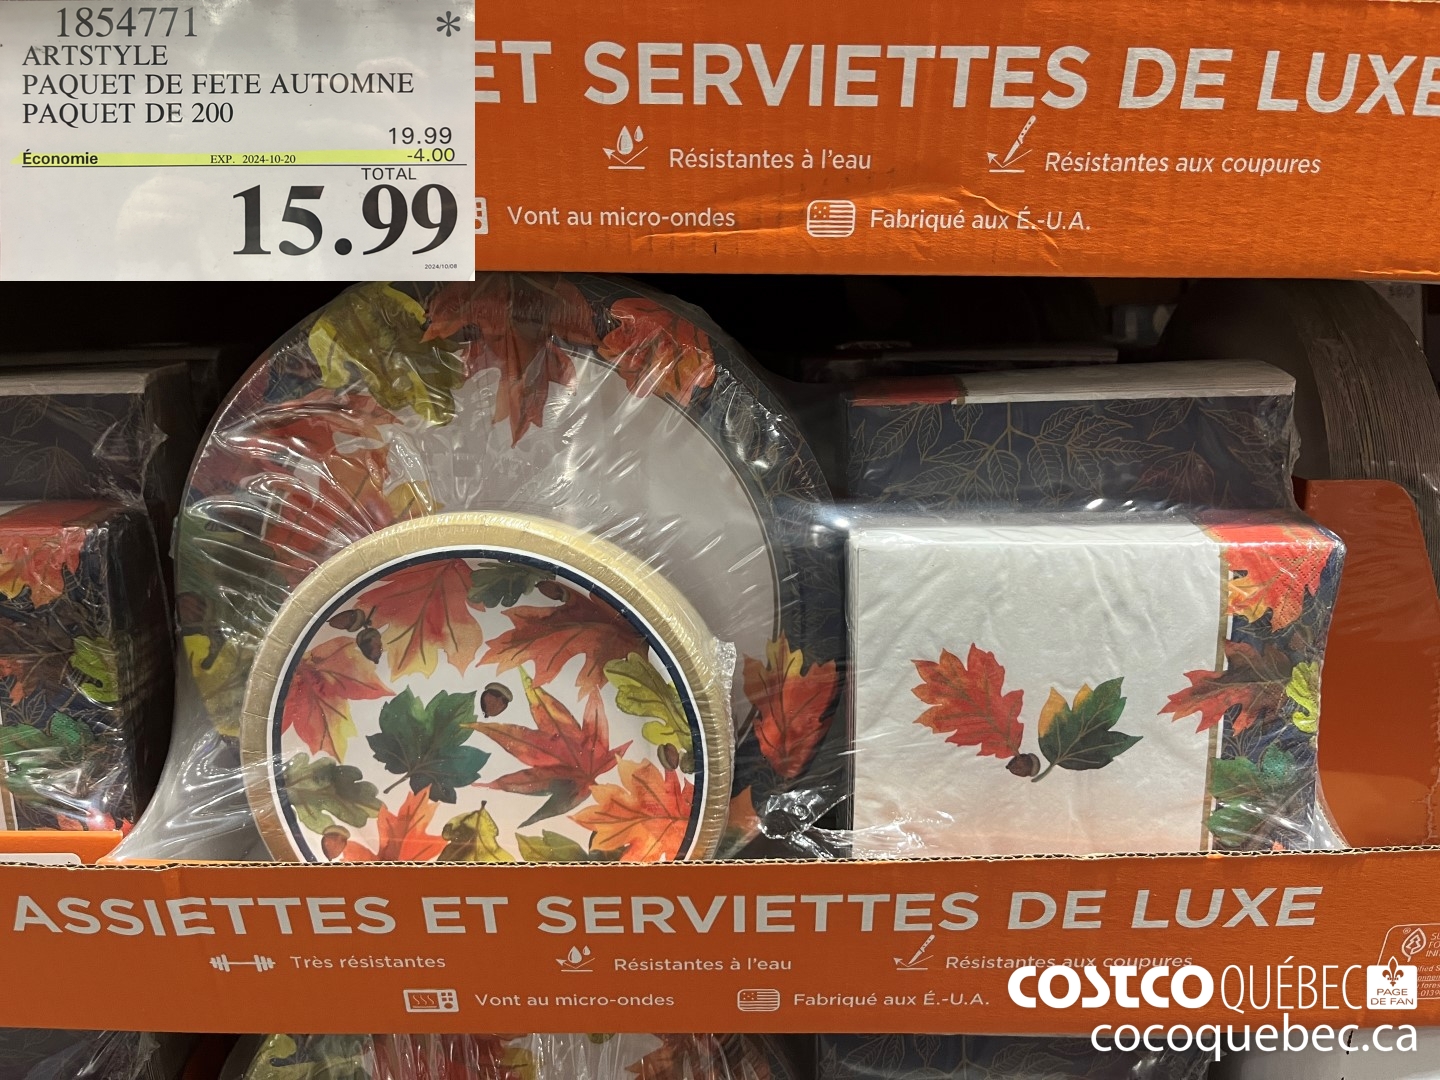 1854771 *
ARTSTYLE
PAQUET DE FETE AUTOMNE
PAQUET DE 200
19.99
Économie EXP. 2024-10-20 -4.00
TOTAL
15.99
2024/10/08
ET SERVIETTES DE LUXE
Résistantes à l'eau
Résistantes aux coupures
Vont au micro-ondes
Fabriqué aux É.-U.A.
ASSIETTES ET SERVIETTES DE LUXE
Très résistantes
Résistantes à l'eau
Résistantes aux coupures
Vont au micro-ondes
Fabriqué aux É.-U.A.
COSTCO QUÉBEC
PAGE
DE FAN
cocoquebec.ca